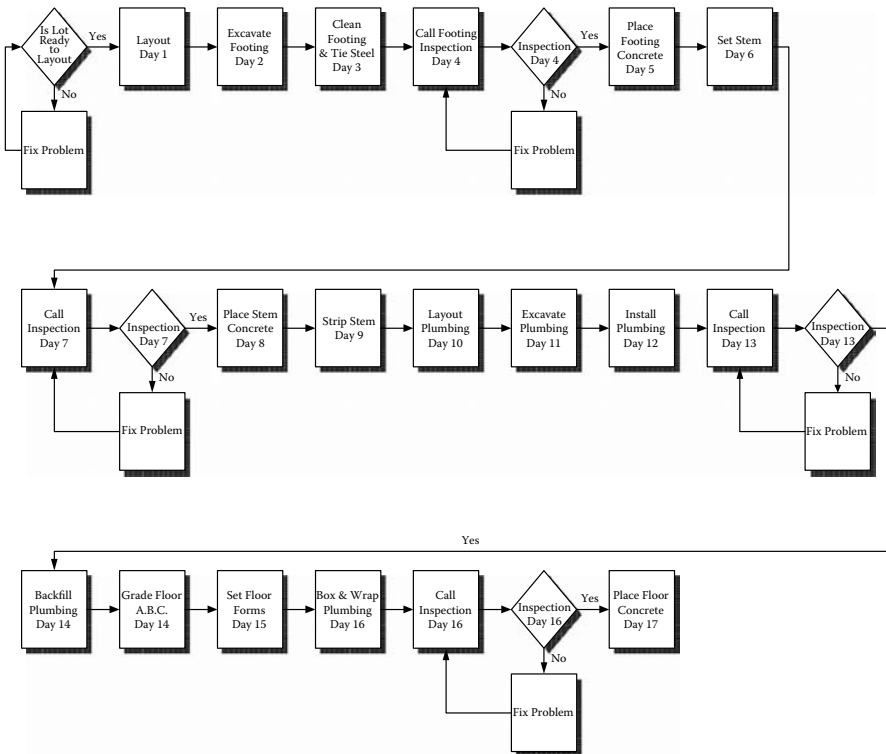 Is Lot
Ready
to
Layout
Yes
Layout
Day 1
Excavate
Footing
Day 2
Clean
Footing
& Tie Steel
Day 3
Call Footing
Inspection
Day 4
Inspection
Day 4
Yes
Place
Footing
Concrete
Day 5
Set Stem
Day 6
No
Fix Problem
No
Fix Problem
Call
Inspection
Day 7
Inspection
Day 7
Yes
Place Stem
Concrete
Day 8
Strip Stem
Day 9
Layout
Plumbing
Day 10
Excavate
Plumbing
Day 11
Install
Plumbing
Day 12
Call
Inspection
Day 13
Inspection
Day 13
No
Fix Problem
No
Fix Problem
Yes
Backfill
Plumbing
Day 14
Grade Floor
A.B.C.
Day 14
Set Floor
Forms
Day 15
Box & Wrap
Plumbing
Day 16
Call
Inspection
Day 16
Inspection
Day 16
Yes
Place Floor
Concrete
Day 17
No
Fix Problem